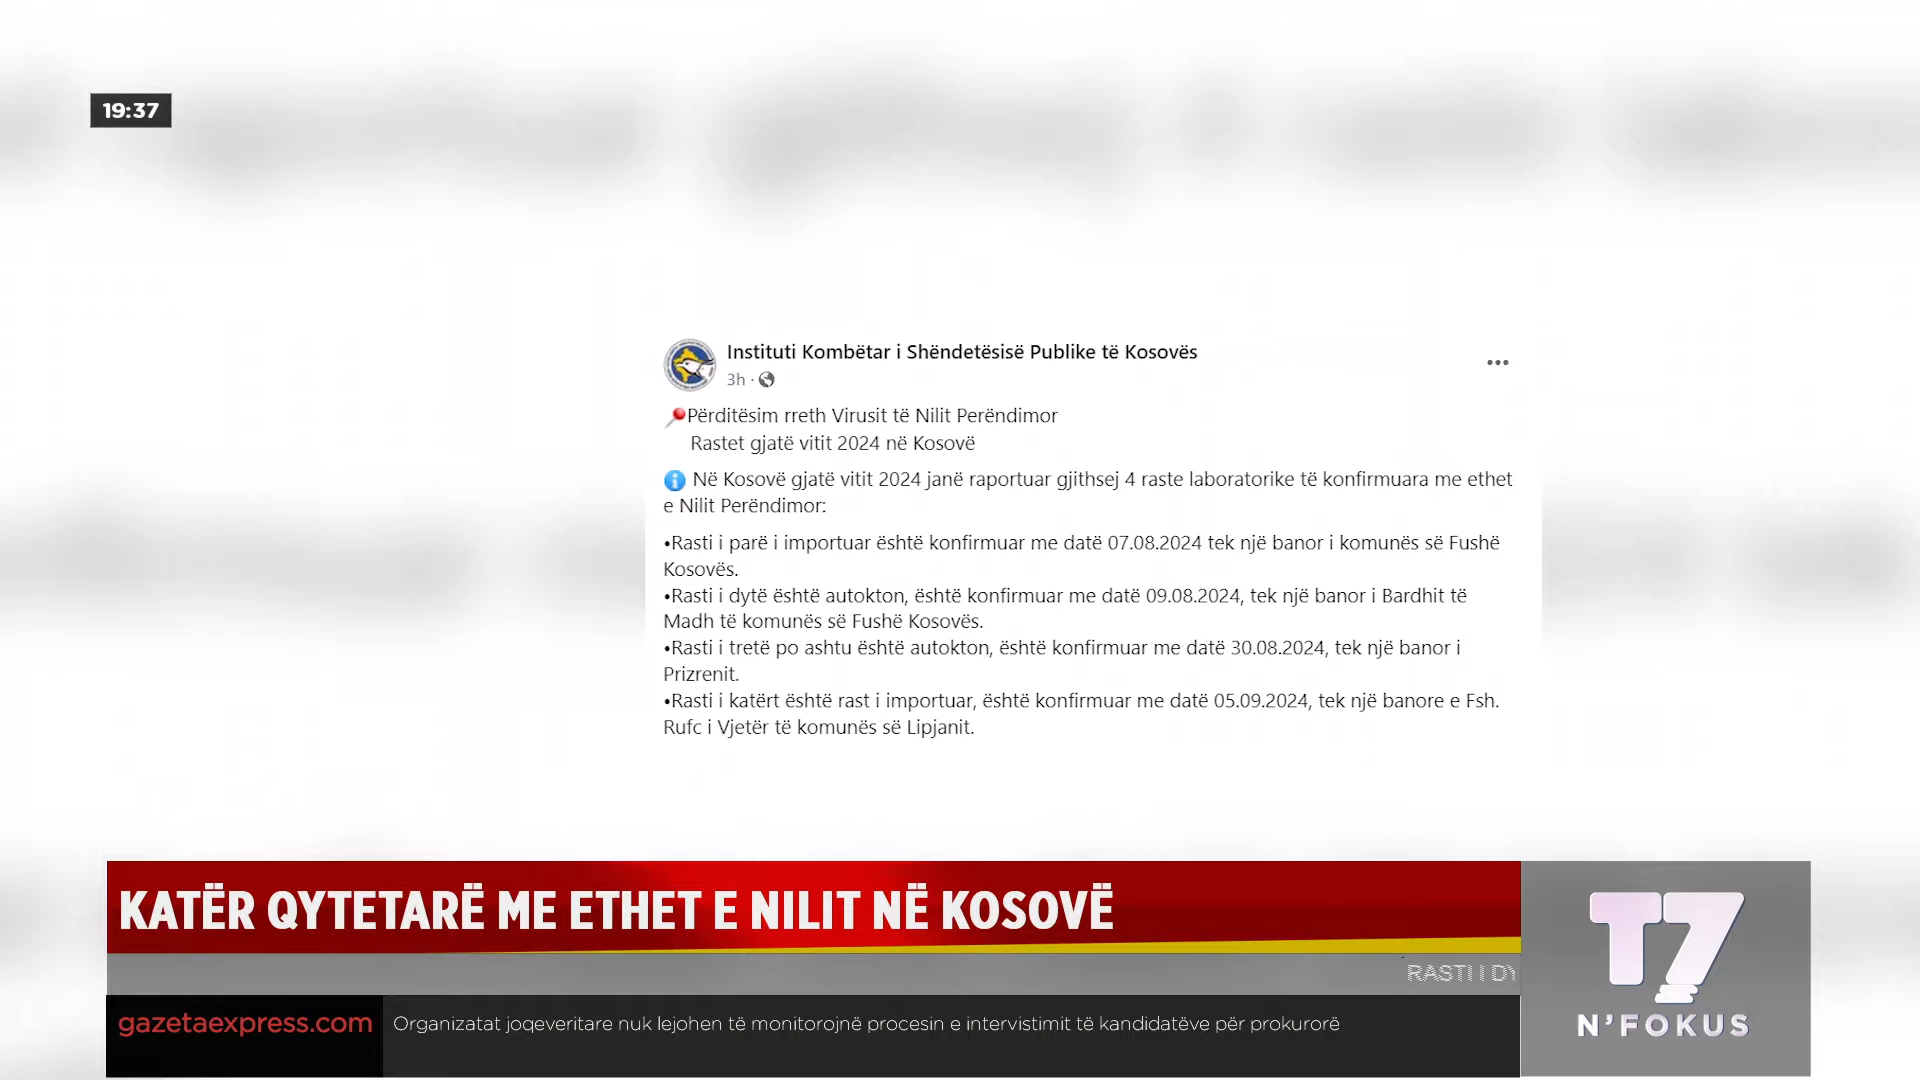 19:37
Instituti Kombëtar i Shëndetësisë Publike të Kosovës
3h ·
Përditësim rreth Virusit të Nilit Perëndimor
Rastet gjatë vitit 2024 në Kosovë
Në Kosovë gjatë vitit 2024 janë raportuar gjithsej 4 raste laboratorike të konfirmuara me ethet
e Nilit Perëndimor:
•Rasti i parë i importuar është konfirmuar me datë 07.08.2024 tek një banor i komunës së Fushë
Kosovës.
•Rasti i dytë është autokton, është konfirmuar me datë 09.08.2024, tek një banor i Bardhit të
Madh të komunës së Fushë Kosovës.
•Rasti i tretë po ashtu është autokton, është konfirmuar me datë 30.08.2024, tek një banor i
Prizrenit.
•Rasti i katërt është rast i importuar, është konfirmuar me datë 05.09.2024, tek një banore e Fsh.
Rufc i Vjetër të komunës së Lipjanit.
KATËR QYTETARË ME ETHET E NILIT NË KOSOVË
RASTI I
gazetaexpress.com
Organizatat joqeveritare nuk lejohen të monitorojnë procesin e intervistimit të kandidatëve për prokurorë
T7
N'FOKUS